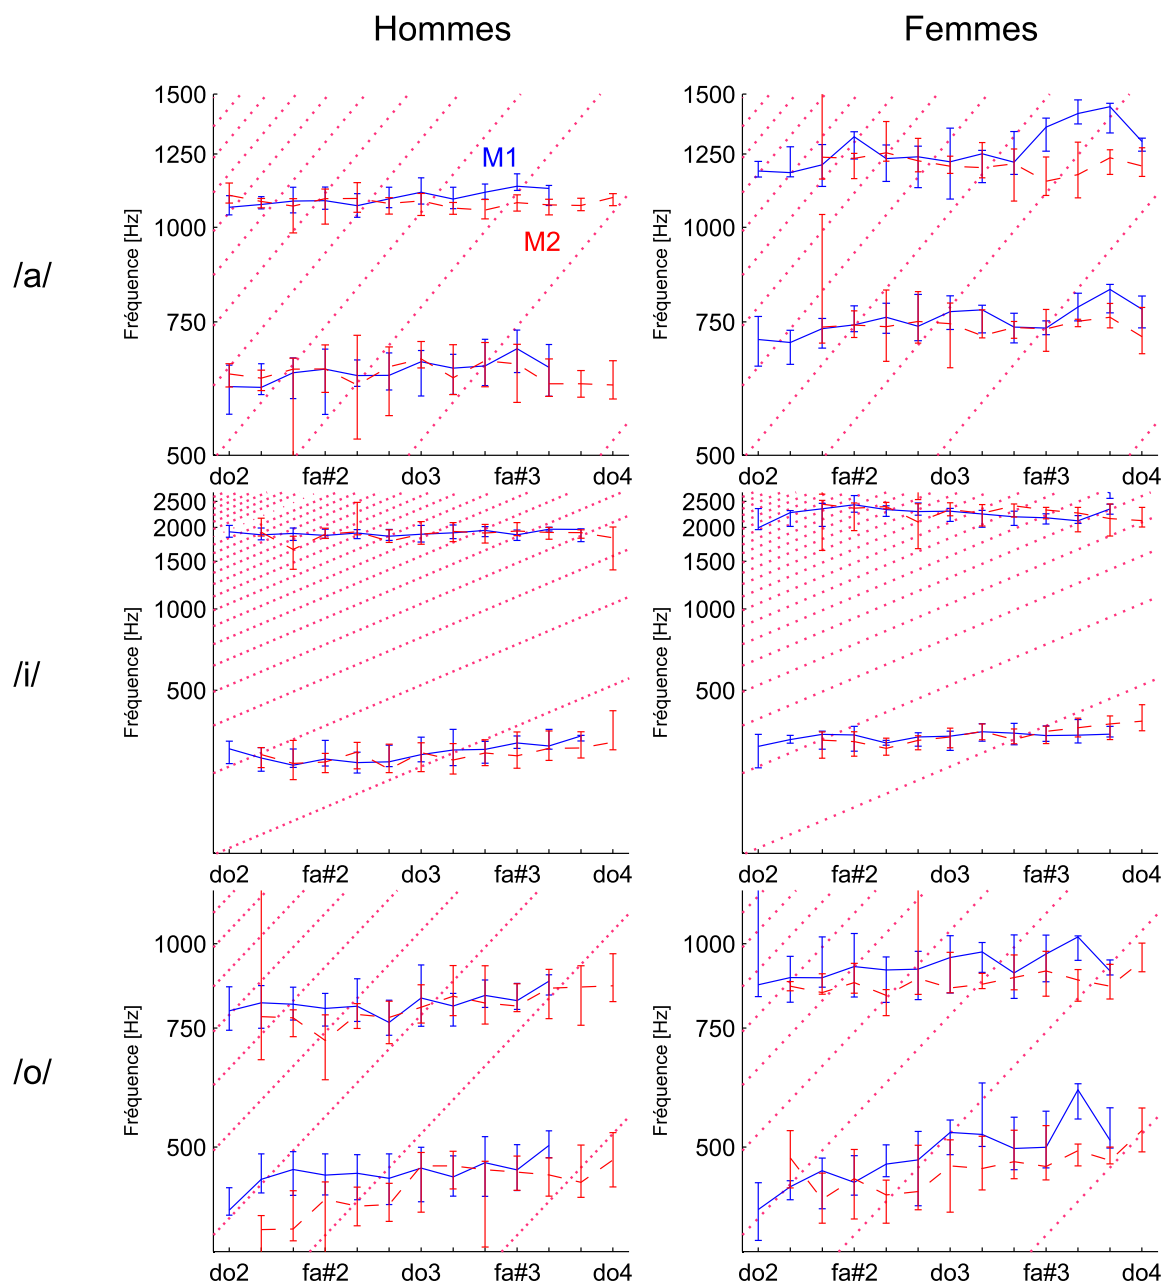 Hommes Femmes
1500 1500
1250 M1 1250
1000 M2 1000
/a/ Fréquence [Hz] Fréquence [Hz]
750 750
500 500
do2 fa#2 do3 fa#3 do4 do2 fa#2 do3 fa#3 do4
2500 2500
2000 2000
1500 1500
1000 1000
/i/ Fréquence [Hz] Fréquence [Hz]
500 500
do2 fa#2 do3 fa#3 do4 do2 fa#2 do3 fa#3 do4
1000 1000
750 750
/o/ Fréquence [Hz] Fréquence [Hz]
500 500
do2 fa#2 do3 fa#3 do4 do2 fa#2 do3 fa#3 do4